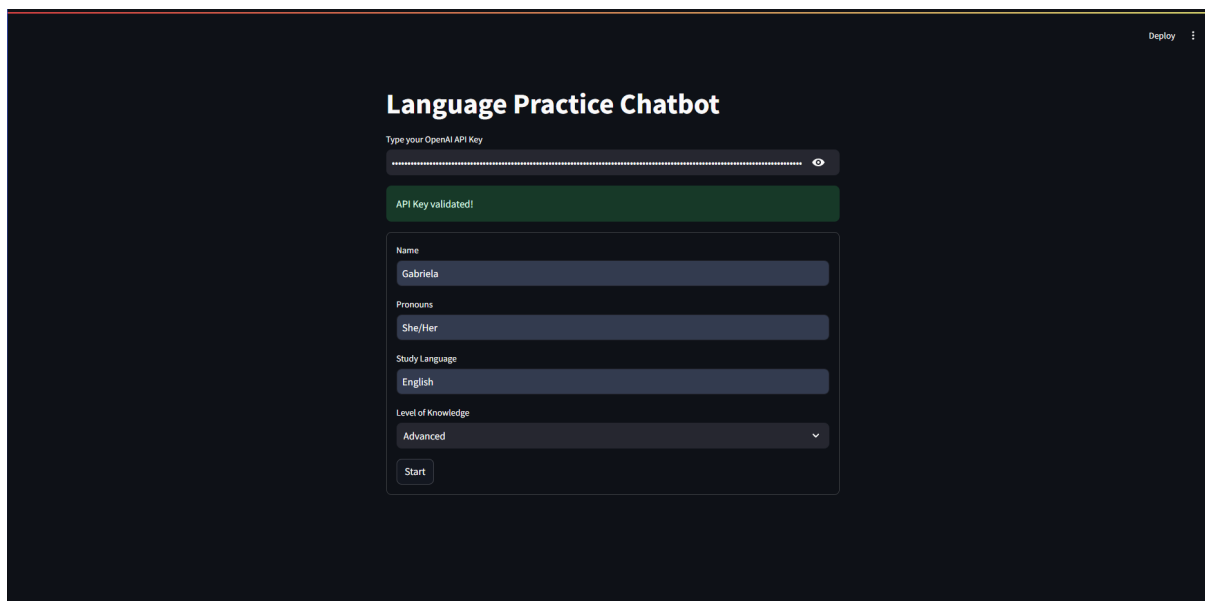 Deploy
Language Practice Chatbot
Type your OpenAI API Key
API Key validated!
Name
Gabriela
Pronouns
She/Her
Study Language
English
Level of Knowledge
Advanced
Start